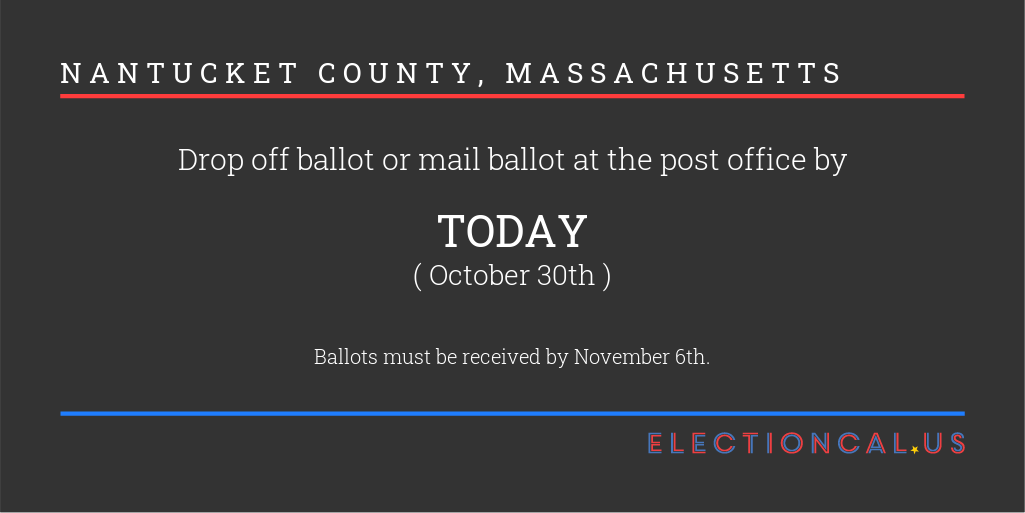 NANTUCKET COUNTY, MASSACHUSETTS
Drop off ballot or mail ballot at the post office by
TODAY
( October 30th )
Ballots must be received by November 6th.
ELECTIONCAL.US